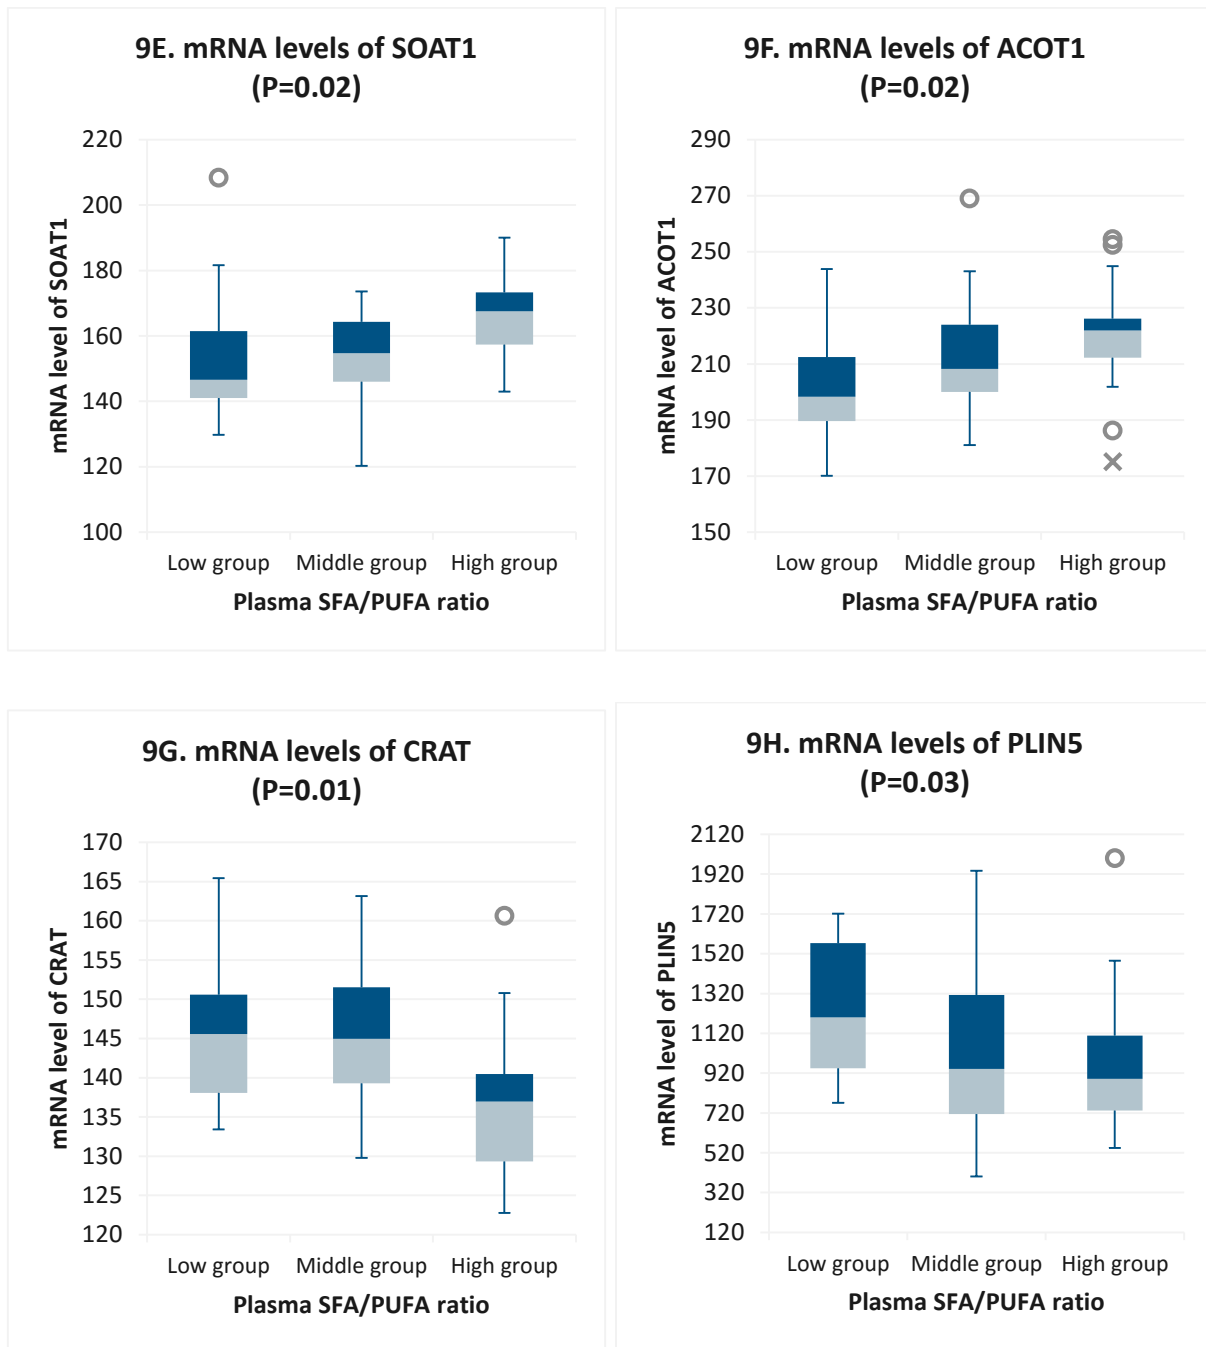 9E. mRNA levels of SOAT1
(P=0.02)
mRNA level of SOAT1
220
200
180
160
140
120
100
Low group
Middle group
High group
Plasma SFA/PUFA ratio
9F. mRNA levels of ACOT1
(P=0.02)
mRNA level of ACOT1
290
270
250
230
210
190
170
150
Low group
Middle group
High group
Plasma SFA/PUFA ratio
9G. mRNA levels of CRAT
(P=0.01)
mRNA level of CRAT
170
165
160
155
150
145
140
135
130
125
120
Low group
Middle group
High group
Plasma SFA/PUFA ratio
9H. mRNA levels of PLIN5
(P=0.03)
mRNA level of PLIN5
2120
1920
1720
1520
1320
1120
920
720
520
320
120
Low group
Middle group
High group
Plasma SFA/PUFA ratio